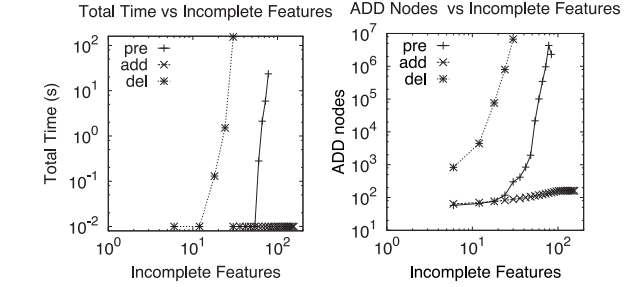 Total Time vs Incomplete Features
10^2
10^1
10^0
10^-1
10^-2
Total Time (s)
pre
add
del
10^0 10^1 10^2
Incomplete Features
ADD Nodes vs Incomplete Features
10^7
10^6
10^5
10^4
10^3
10^2
10^1
ADD nodes
pre
add
del
10^0 10^1 10^2
Incomplete Features